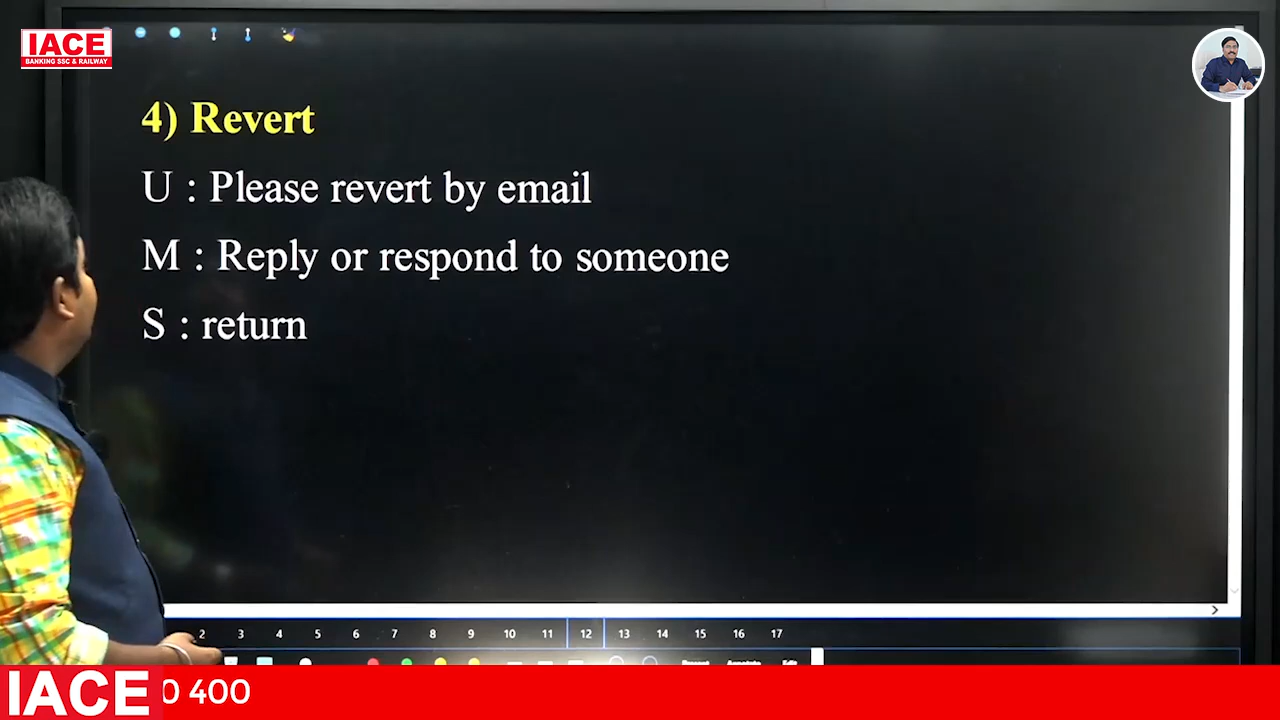 IACE
BANKING SSC & RAILWAY
4) Revert
U : Please revert by email
M : Reply or respond to someone
S : return
2 3 4 5 6 7 8 9 10 11 12 13 14 15 16 17
IACE 0 400